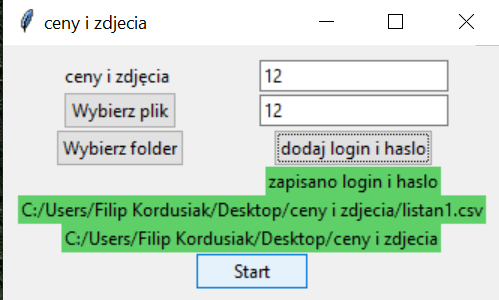 ceny i zdjecia
ceny i zdjęcia 12
Wybierz plik 12
Wybierz folder dodaj login i haslo
zapisano login i haslo
C:/Users/Filip Kordusiak/Desktop/ceny i zdjecia/listan1.csv
C:/Users/Filip Kordusiak/Desktop/ceny i zdjecia
Start